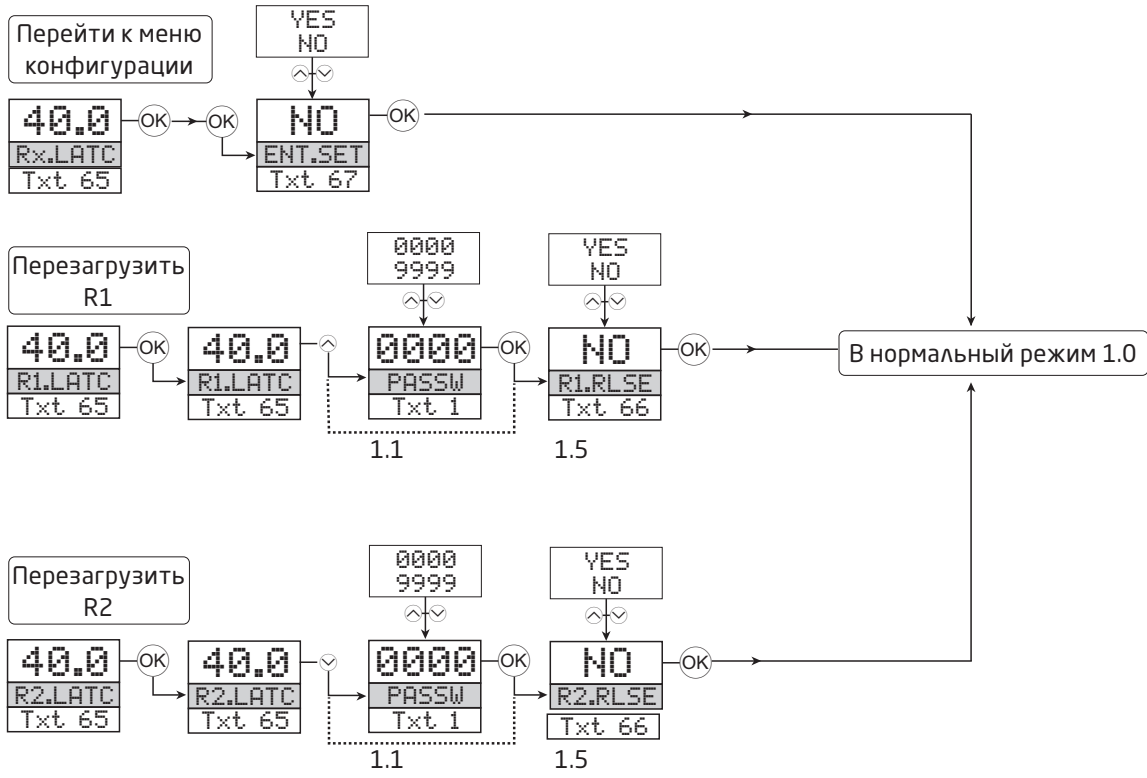 Перейти к меню
конфигурации
YES
NO
40.0
Rx.LATC
Txt 65
OK
OK
NO
ENT.SET
Txt 67
OK
Перезагрузить
R1
0000
9999
YES
NO
40.0
R1.LATC
Txt 65
OK
40.0
R1.LATC
Txt 65
0000
PASSW
Txt 1
OK
NO
R1.RLSE
Txt 66
OK
В нормальный режим 1.0
1.1
1.5
Перезагрузить
R2
0000
9999
YES
NO
40.0
R2.LATC
Txt 65
OK
40.0
R2.LATC
Txt 65
0000
PASSW
Txt 1
OK
NO
R2.RLSE
Txt 66
OK
1.1
1.5